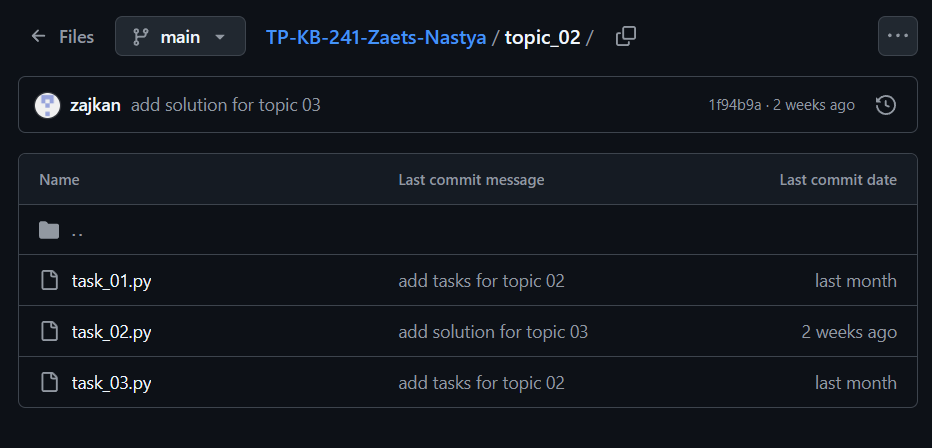 Files main TP-KB-241-Zaets-Nastya / topic_02 / ...
zajkan add solution for topic 03 1f94b9a · 2 weeks ago
Name Last commit message Last commit date
..
task_01.py add tasks for topic 02 last month
task_02.py add solution for topic 03 2 weeks ago
task_03.py add tasks for topic 02 last month